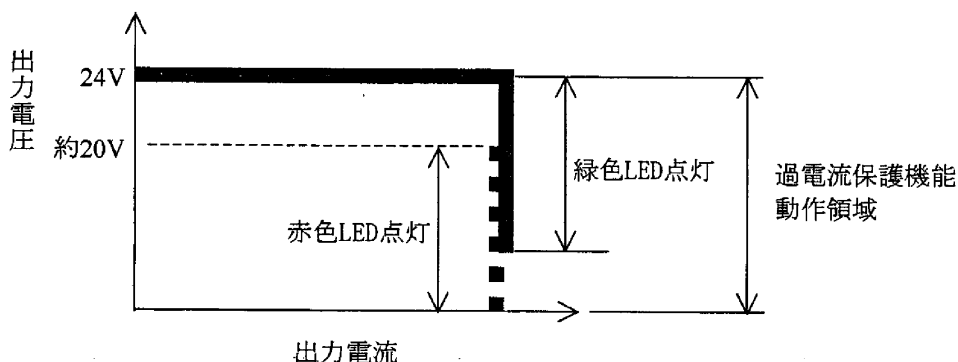 出力電圧
24V
約20V
赤色LED点灯
緑色LED点灯
過電流保護機能
動作領域
出力電流